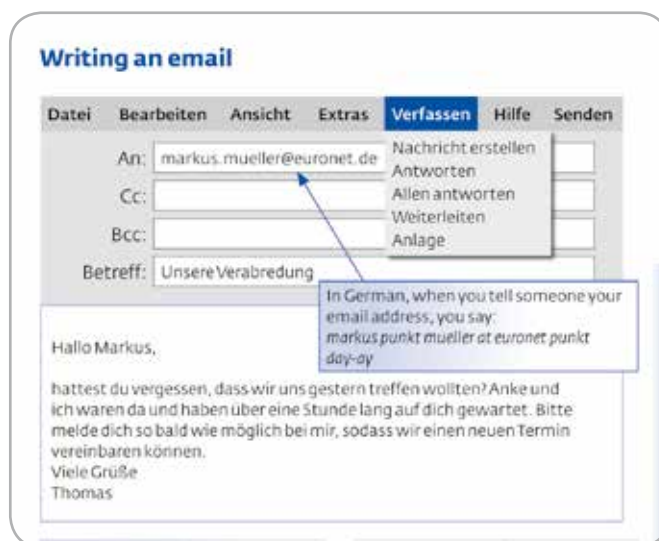 Writing an email
Datei Bearbeiten Ansicht Extras Verfassen Hilfe Senden
Nachricht erstellen
Antworten
Allen antworten
Weiterleiten
Anlage
An: markus.mueller@euronet.de
Cc:
Bcc:
Betreff: Unsere Verabredung
In German, when you tell someone your
email address, you say:
markus punkt mueller at euronet punkt
day-ay
Hallo Markus,
hattest du vergessen, dass wir uns gestern treffen wollten? Anke und
ich waren da und haben über eine Stunde lang auf dich gewartet. Bitte
melde dich so bald wie möglich bei mir, sodass wir einen neuen Termin
vereinbaren können.
Viele Grüße
Thomas